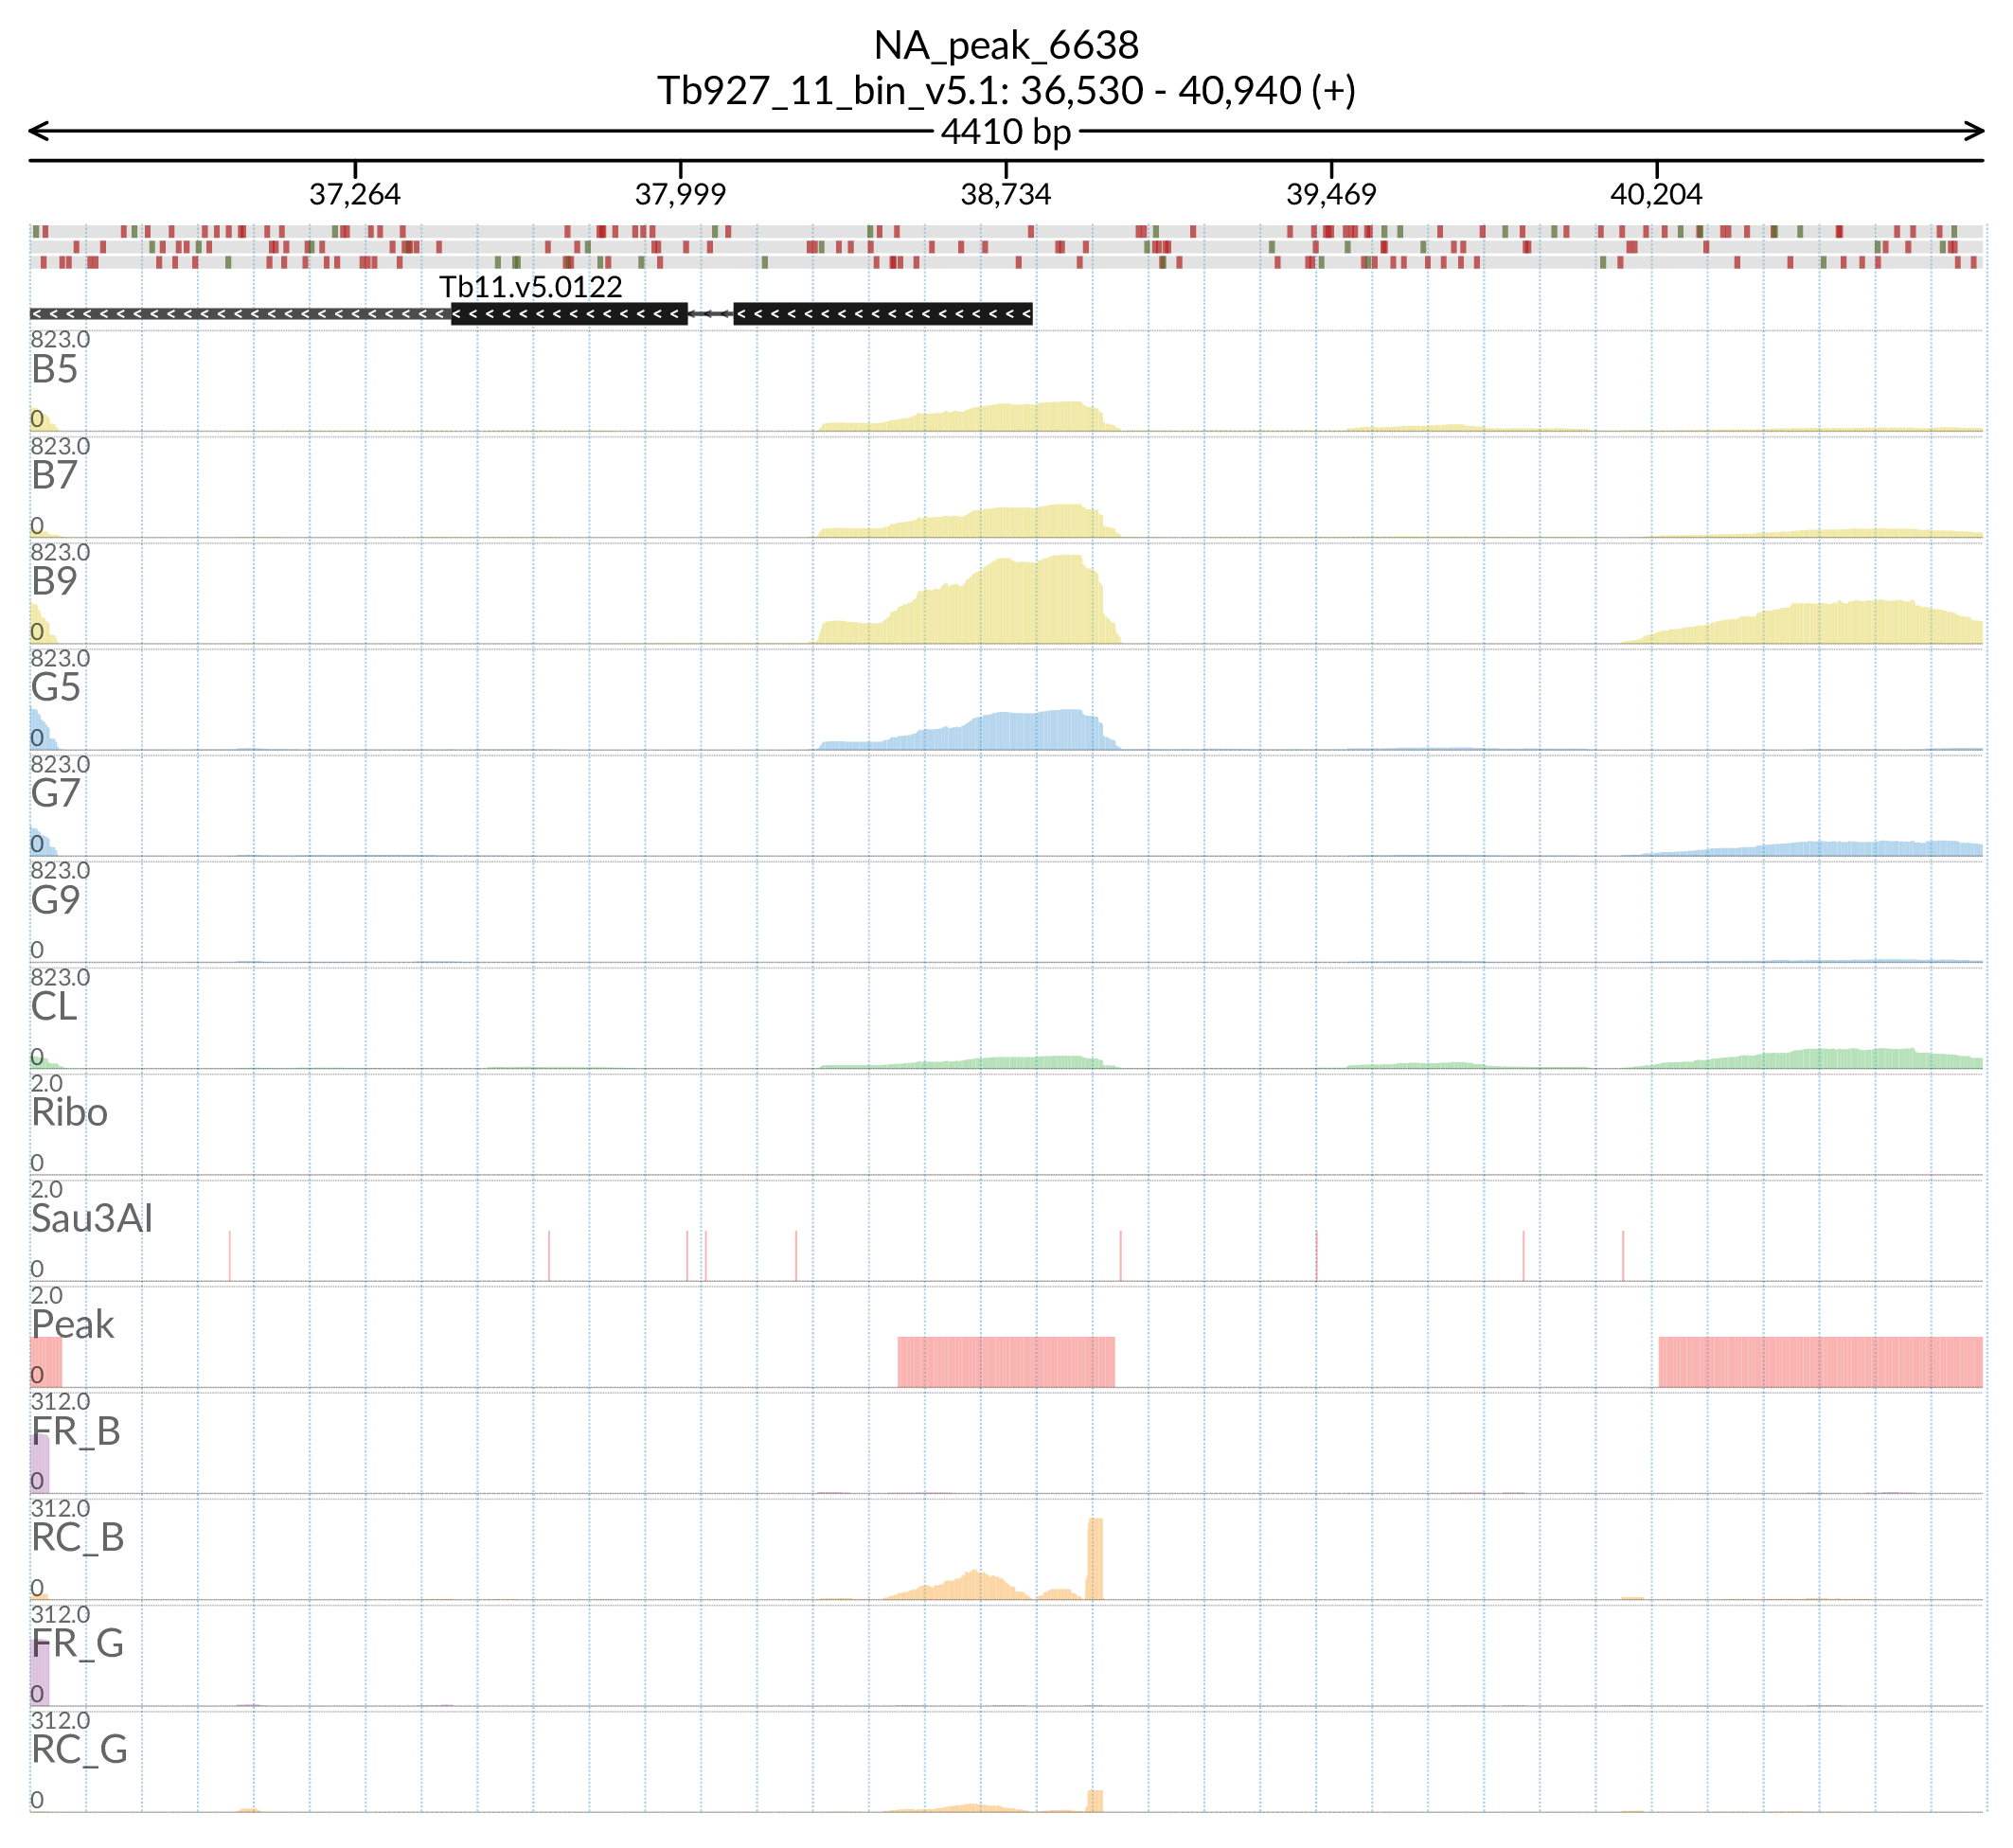 NA_peak_6638
Tb927_11_bin_v5.1: 36,530 - 40,940 (+)
4410 bp
37,264 37,999 38,734 39,469 40,204
Tb11.v5.0122
823.0
B5
0
823.0
B7
0
823.0
B9
0
823.0
G5
0
823.0
G7
0
823.0
G9
0
823.0
CL
0
2.0
Ribo
0
2.0
Sau3AI
0
2.0
Peak
0
312.0
FR_B
0
312.0
RC_B
0
312.0
FR_G
0
312.0
RC_G
0